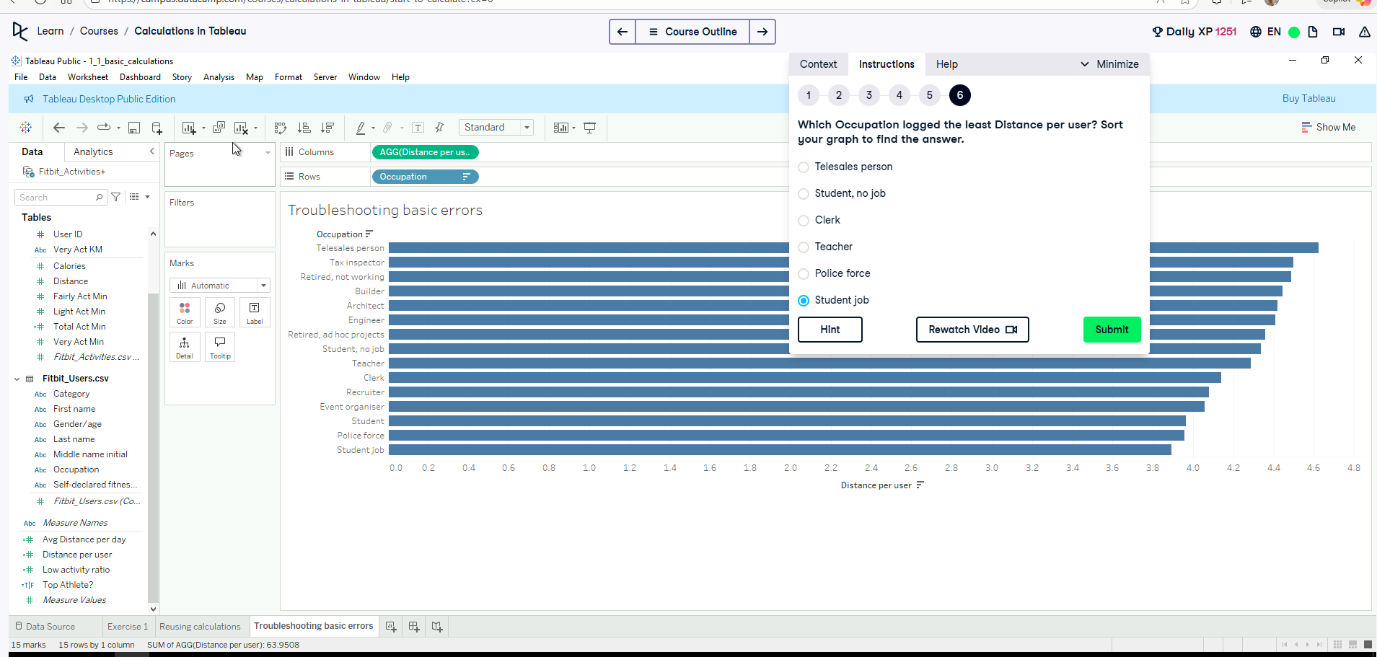 Learn / Courses / Calculations in Tableau
Course Outline
Daily XP 1251
EN
Tableau Public - 1_1_basic_calculations
File Data Worksheet Dashboard Story Analysis Map Format Server Window Help
Tableau Desktop Public Edition
Buy Tableau
Standard
Show Me
Data
Analytics
Fitbit_Activities+
Search
Tables
# User ID
Abc Very Act KM
# Calories
# Distance
# Fairly Act Min
# Light Act Min
# Total Act Min
# Very Act Min
# Fitbit_Activities.csv ...
Fitbit_Users.csv
Abc Category
Abc First name
Abc Gender/age
Abc Last name
Abc Middle name initial
Abc Occupation
Abc Self-declared fitnes...
# Fitbit_Users.csv (Co...
Abc Measure Names
# Avg Distance per day
# Distance per user
# Low activity ratio
T|F Top Athlete?
# Measure Values
Pages
Filters
Marks
Automatic
Color
Size
Label
Detail
Tooltip
Columns
AGG(Distance per us..
Rows
Occupation
Troubleshooting basic errors
Occupation
Telesales person
Tax inspector
Retired, not working
Builder
Architect
Engineer
Retired, ad hoc projects
Student, no job
Teacher
Clerk
Recruiter
Event organiser
Student
Police force
Student job
0.0 0.2 0.4 0.6 0.8 1.0 1.2 1.4 1.6 1.8 2.0 2.2 2.4 2.6 2.8 3.0 3.2 3.4 3.6 3.8 4.0 4.2 4.4 4.6 4.8
Distance per user
Context
Instructions
Help
Minimize
1 2 3 4 5 6
Which Occupation logged the least Distance per user? Sort
your graph to find the answer.
Telesales person
Student, no job
Clerk
Teacher
Police force
Student job
Hint
Rewatch Video
Submit
Data Source
Exercise 1
Reusing calculations
Troubleshooting basic errors
15 marks 15 rows by 1 column SUM of AGG(Distance per user): 63.9508